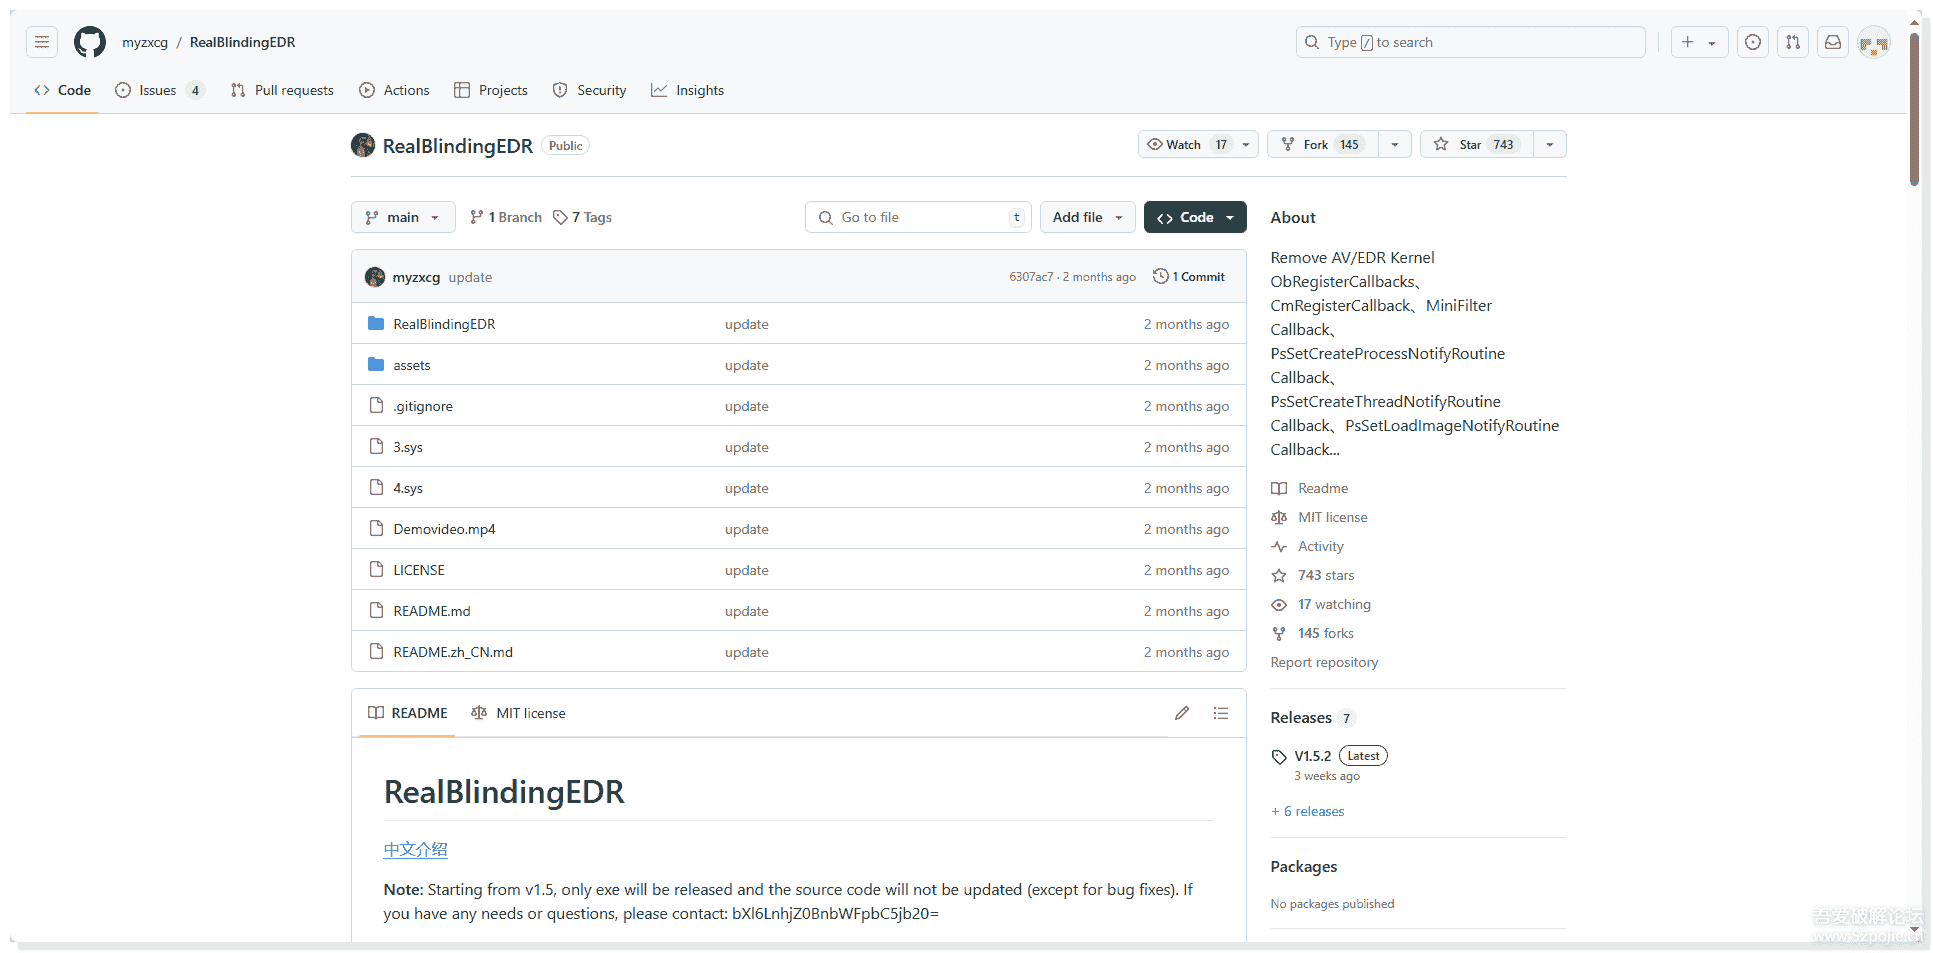 myzxcg / RealBlindingEDR
Type / to search
Code
Issues 4
Pull requests
Actions
Projects
Security
Insights
RealBlindingEDR Public
Watch 17
Fork 145
Star 743
main
1 Branch
7 Tags
Go to file t
Add file
Code
myzxcg update 6307ac7 · 2 months ago 1 Commit
RealBlindingEDR update 2 months ago
assets update 2 months ago
.gitignore update 2 months ago
3.sys update 2 months ago
4.sys update 2 months ago
Demovideo.mp4 update 2 months ago
LICENSE update 2 months ago
README.md update 2 months ago
README.zh_CN.md update 2 months ago
README MIT license
RealBlindingEDR
中文介绍
Note: Starting from v1.5, only exe will be released and the source code will not be updated (except for bug fixes). If
you have any needs or questions, please contact: bXl6LnhjZ0BnbWFpbC5jb20=
About
Remove AV/EDR Kernel
ObRegisterCallbacks、
CmRegisterCallback、MiniFilter
Callback、
PsSetCreateProcessNotifyRoutine
Callback、
PsSetCreateThreadNotifyRoutine
Callback、PsSetLoadImageNotifyRoutine
Callback...
Readme
MIT license
Activity
743 stars
17 watching
145 forks
Report repository
Releases 7
V1.5.2 Latest
3 weeks ago
+ 6 releases
Packages
No packages published
吾爱破解论坛
www.52pojie.cn